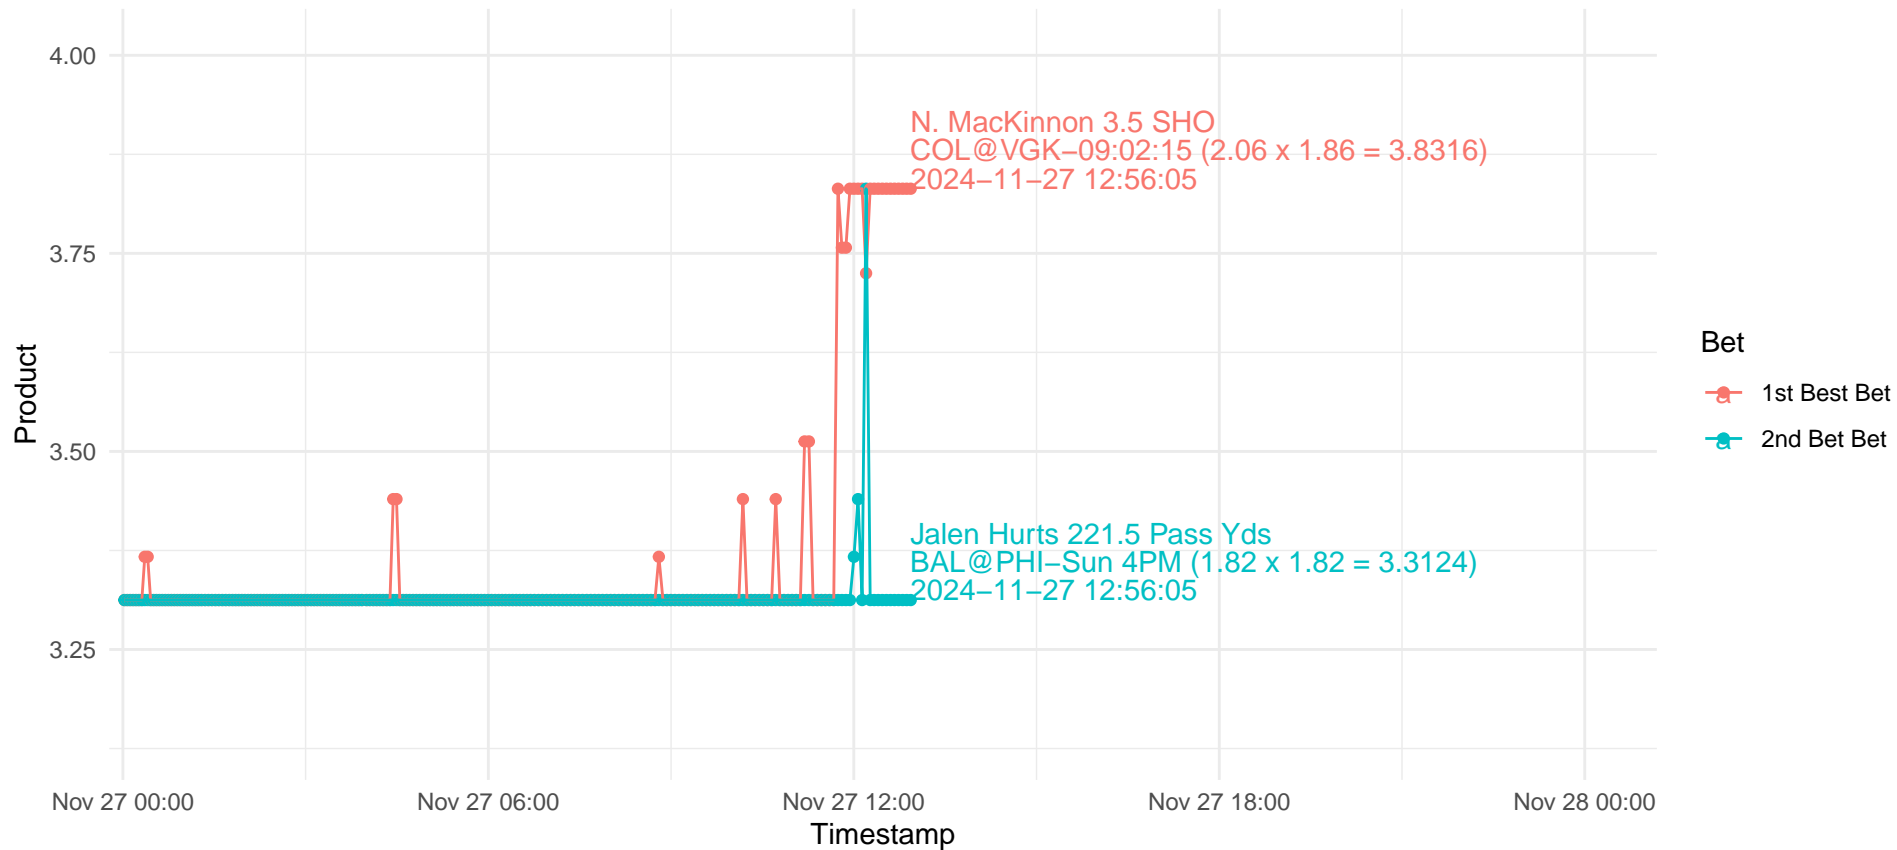 4.00
3.75
3.50
3.25
Product
N. MacKinnon 3.5 SHO
COL@VGK−09:02:15 (2.06 x 1.86 = 3.8316)
2024−11−27 12:56:05
Jalen Hurts 221.5 Pass Yds
BAL@PHI−Sun 4PM (1.82 x 1.82 = 3.3124)
2024−11−27 12:56:05
Nov 27 00:00
Nov 27 06:00
Nov 27 12:00
Nov 27 18:00
Nov 28 00:00
Timestamp
Bet
a 1st Best Bet
a 2nd Bet Bet